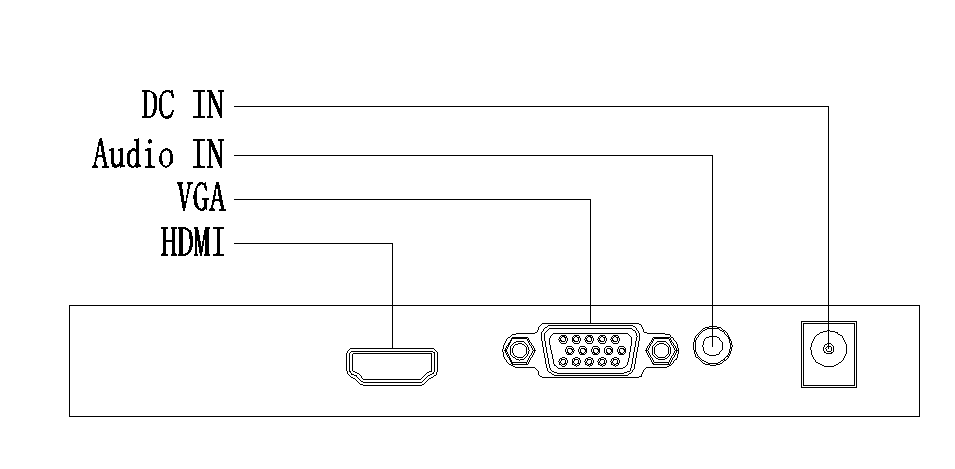 DC IN
Audio IN
VGA
HDMI